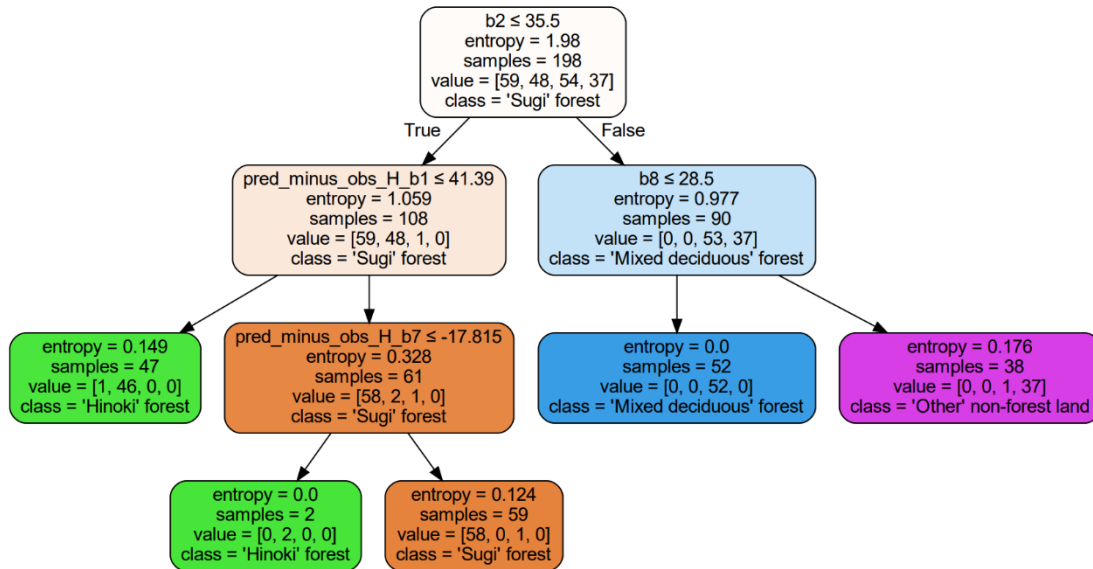 b2 ≤ 35.5
entropy = 1.98
samples = 198
value = [59, 48, 54, 37]
class = 'Sugi' forest
True
False
pred_minus_obs_H_b1 ≤ 41.39
entropy = 1.059
samples = 108
value = [59, 48, 1, 0]
class = 'Sugi' forest
b8 ≤ 28.5
entropy = 0.977
samples = 90
value = [0, 0, 53, 37]
class = 'Mixed deciduous' forest
entropy = 0.149
samples = 47
value = [1, 46, 0, 0]
class = 'Hinoki' forest
pred_minus_obs_H_b7 ≤ -17.815
entropy = 0.328
samples = 61
value = [58, 2, 1, 0]
class = 'Sugi' forest
entropy = 0.0
samples = 52
value = [0, 0, 52, 0]
class = 'Mixed deciduous' forest
entropy = 0.176
samples = 38
value = [0, 0, 1, 37]
class = 'Other' non-forest land
entropy = 0.0
samples = 2
value = [0, 2, 0, 0]
class = 'Hinoki' forest
entropy = 0.124
samples = 59
value = [58, 0, 1, 0]
class = 'Sugi' forest